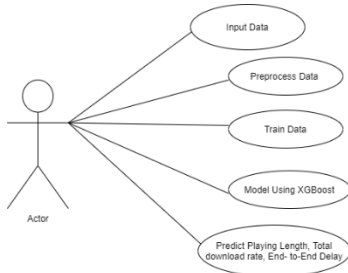 Input Data
Preprocess Data
Train Data
Model Using XGBoost
Actor
Predict Playing Length, Total
download rate, End- to-End Delay